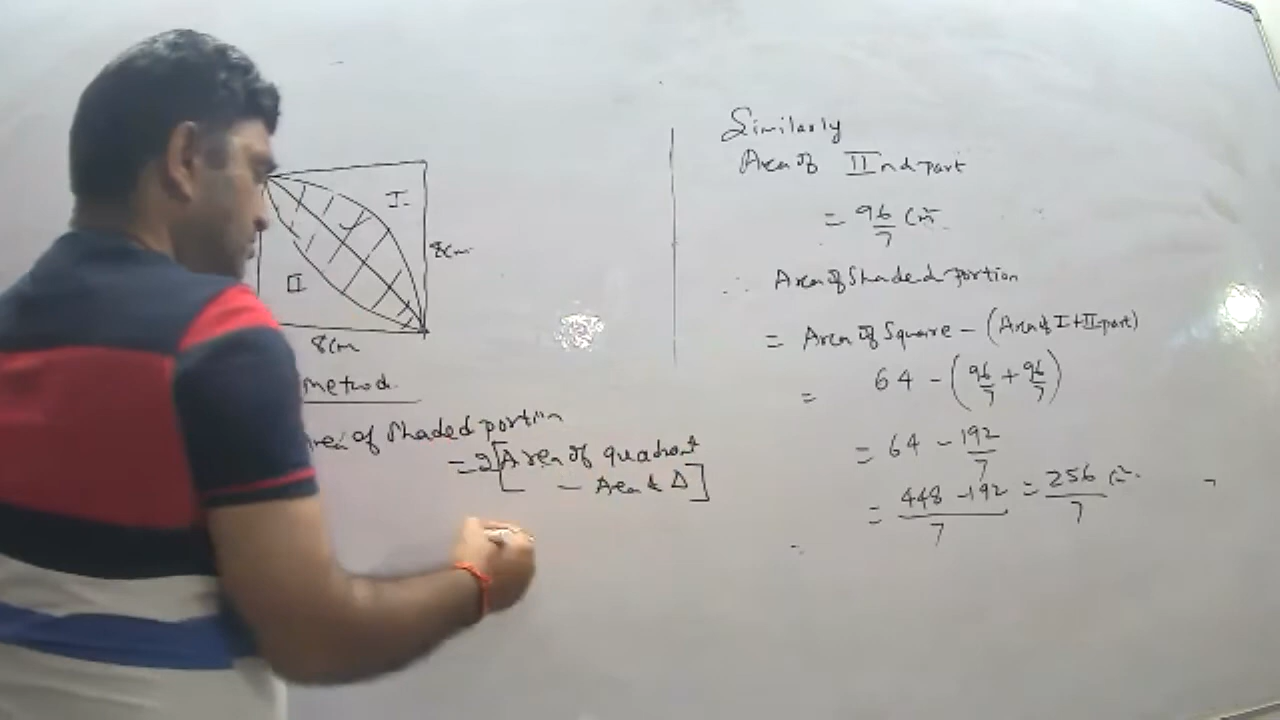 I
II
8cm
8cm
Method
Area of Shaded portion
= 2[Area of quadrant
- Area of Δ]
Similarly
Area of IInd part
= 96/7 cm²
∴ Area of Shaded portion
= Area of Square - (Area of I + II part)
= 64 - (96/7 + 96/7)
= 64 - 192/7
= 448 - 192/7 = 256/7 cm²